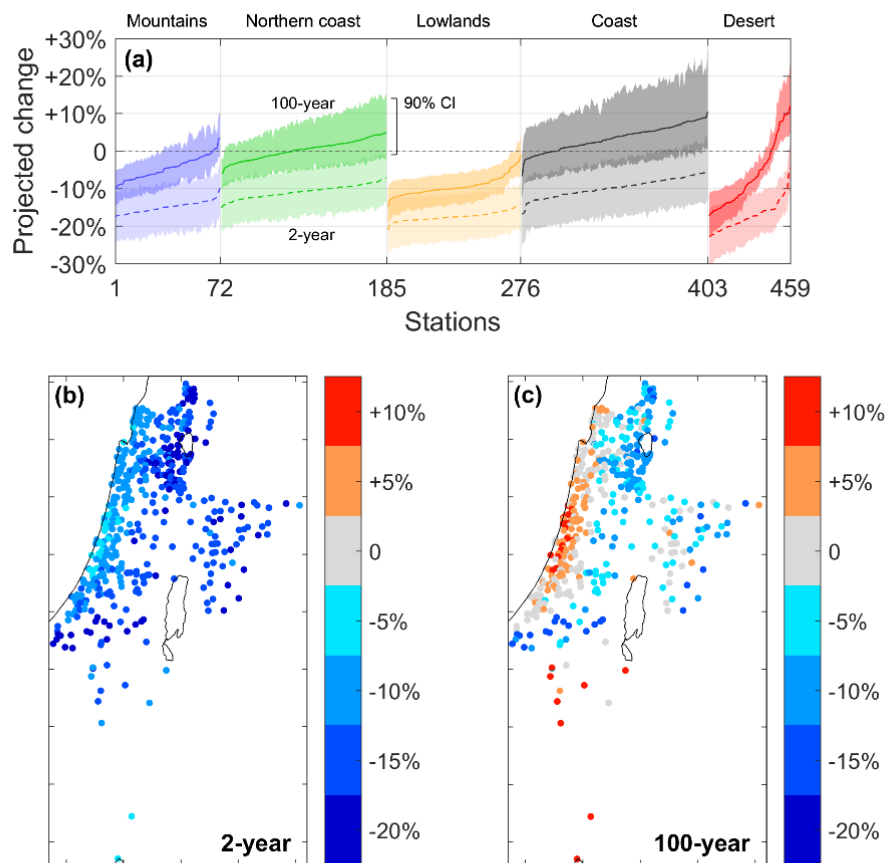 Mountains Northern coast Lowlands Coast Desert
+30%
(a)
+20%
100-year
90% CI
+10%
0
-10%
-20%
2-year
-30%
Projected change
1 72 185 276 403 459
Stations
(b)
+10%
+5%
0
-5%
-10%
-15%
-20%
2-year
(c)
+10%
+5%
0
-5%
-10%
-15%
-20%
100-year